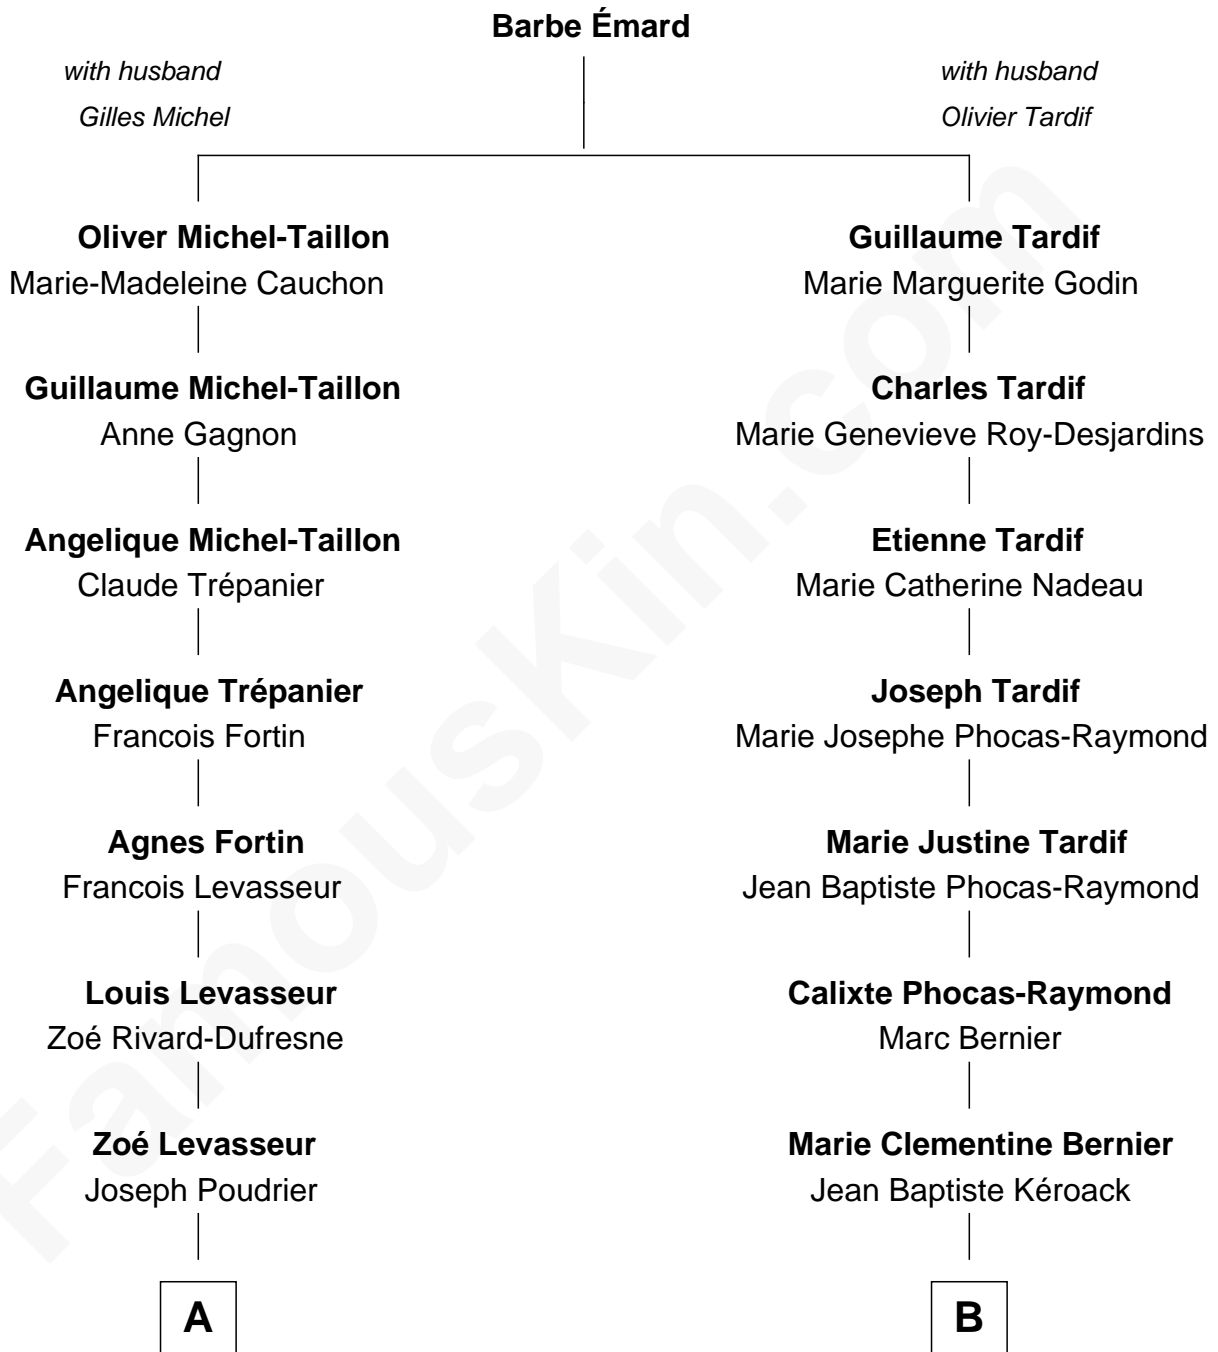 Barbe Émard
with husband
Gilles Michel
with husband
Olivier Tardif
Oliver Michel-Taillon
Marie-Madeleine Cauchon
Guillaume Michel-Taillon
Anne Gagnon
Angelique Michel-Taillon
Claude Trépanier
Angelique Trépanier
Francois Fortin
Agnes Fortin
Francois Levasseur
Louis Levasseur
Zoé Rivard-Dufresne
Zoé Levasseur
Joseph Poudrier
A
Guillaume Tardif
Marie Marguerite Godin
Charles Tardif
Marie Genevieve Roy-Desjardins
Etienne Tardif
Marie Catherine Nadeau
Joseph Tardif
Marie Josephe Phocas-Raymond
Marie Justine Tardif
Jean Baptiste Phocas-Raymond
Calixte Phocas-Raymond
Marc Bernier
Marie Clementine Bernier
Jean Baptiste Kéroack
B
FamousKin.com